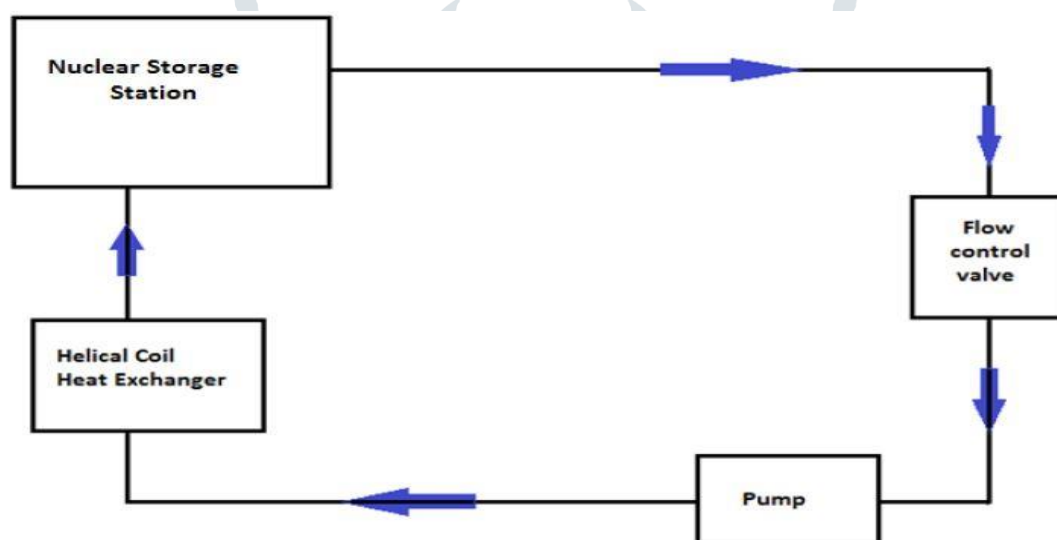 Nuclear Storage
Station
Flow
control
valve
Helical Coil
Heat Exchanger
Pump